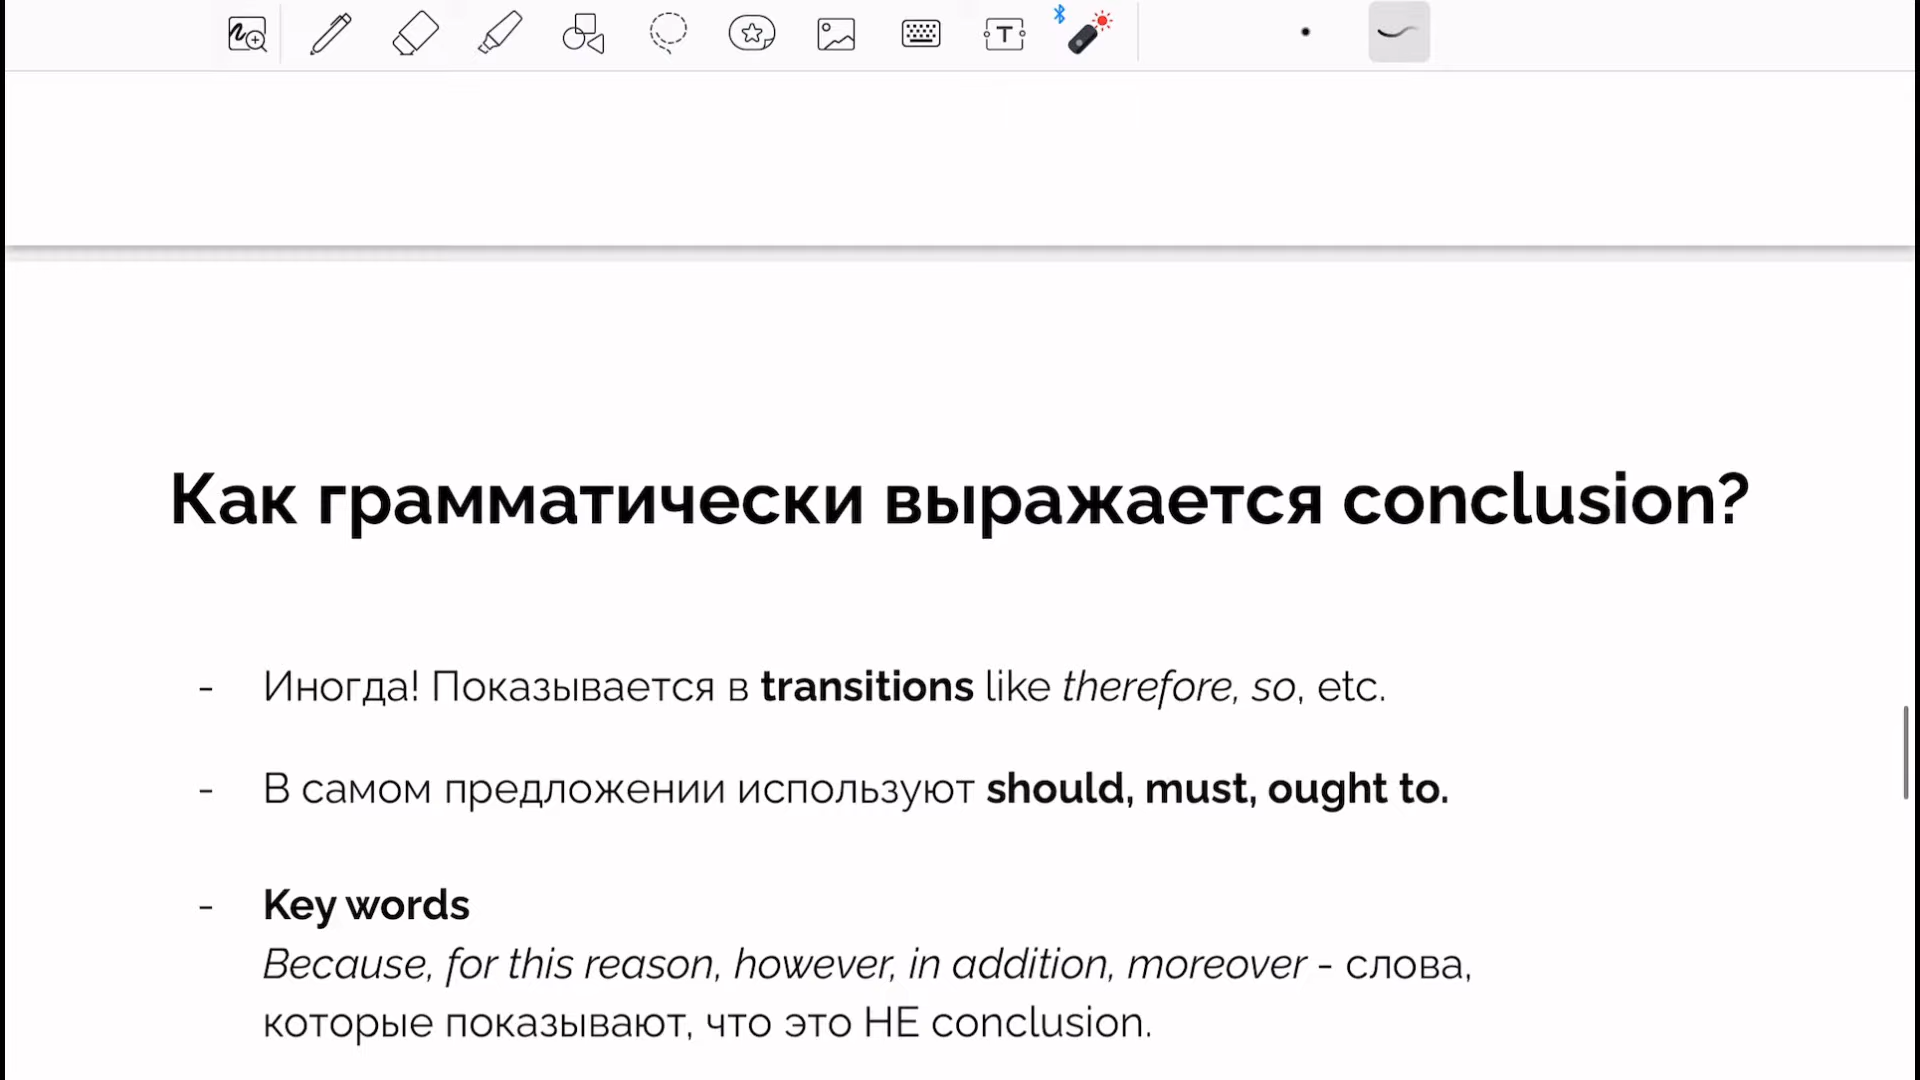 Как грамматически выражается conclusion?
- Иногда! Показывается в transitions like therefore, so, etc.
- В самом предложении используют should, must, ought to.
- Key words
Because, for this reason, however, in addition, moreover - слова,
которые показывают, что это НЕ conclusion.